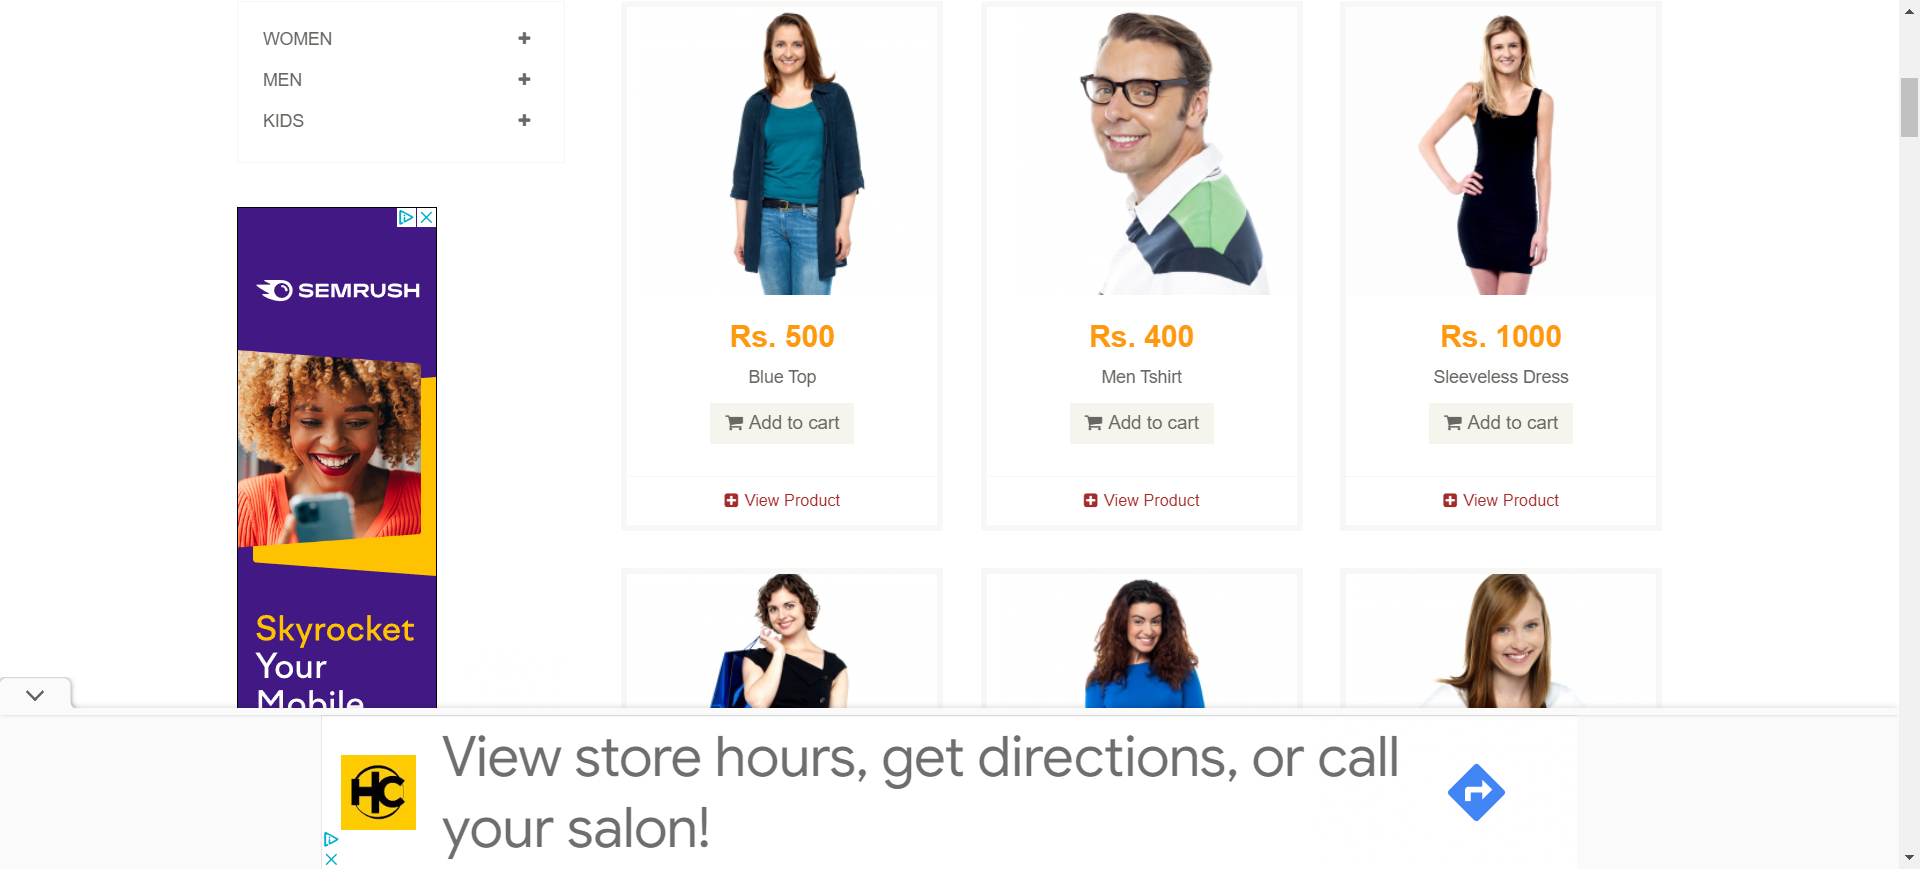 WOMEN
MEN
KIDS
SEMRUSH
Skyrocket
Your
Mobile
Rs. 500
Blue Top
Add to cart
View Product
Rs. 400
Men Tshirt
Add to cart
View Product
Rs. 1000
Sleeveless Dress
Add to cart
View Product
HC
View store hours, get directions, or call
your salon!